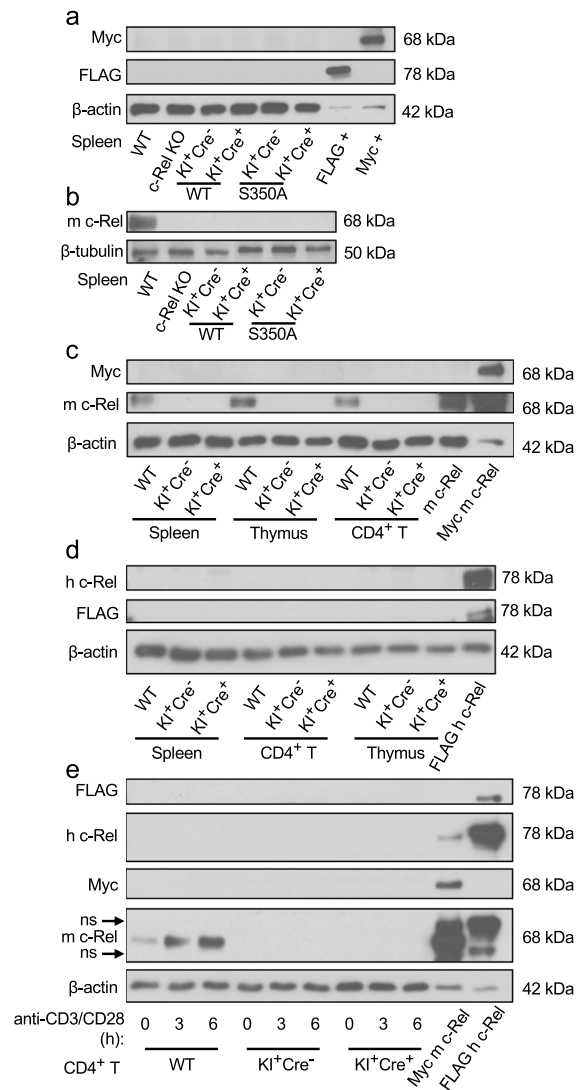 a
Myc 68 kDa
FLAG 78 kDa
β-actin 42 kDa
Spleen WT c-Rel KO KI⁺Cre⁻ KI⁺Cre⁺ KI⁺Cre⁻ KI⁺Cre⁺ FLAG + Myc +
WT S350A
b
m c-Rel 68 kDa
β-tubulin 50 kDa
Spleen WT c-Rel KO KI⁺Cre⁻ KI⁺Cre⁺ KI⁺Cre⁻ KI⁺Cre⁺
WT S350A
c
Myc 68 kDa
m c-Rel 68 kDa
β-actin 42 kDa
WT KI⁺Cre⁻ KI⁺Cre⁺ WT KI⁺Cre⁻ KI⁺Cre⁺ WT KI⁺Cre⁻ KI⁺Cre⁺ m c-Rel Myc m c-Rel
Spleen Thymus CD4⁺ T
d
h c-Rel 78 kDa
FLAG 78 kDa
β-actin 42 kDa
WT KI⁺Cre⁻ KI⁺Cre⁺ WT KI⁺Cre⁻ KI⁺Cre⁺ WT KI⁺Cre⁻ KI⁺Cre⁺ FLAG h c-Rel
Spleen CD4⁺ T Thymus
e
FLAG 78 kDa
h c-Rel 78 kDa
Myc 68 kDa
ns
m c-Rel 68 kDa
ns
β-actin 42 kDa
anti-CD3/CD28 0 3 6 0 3 6 0 3 6 Myc m c-Rel FLAG h c-Rel
(h):
CD4⁺ T WT KI⁺Cre⁻ KI⁺Cre⁺